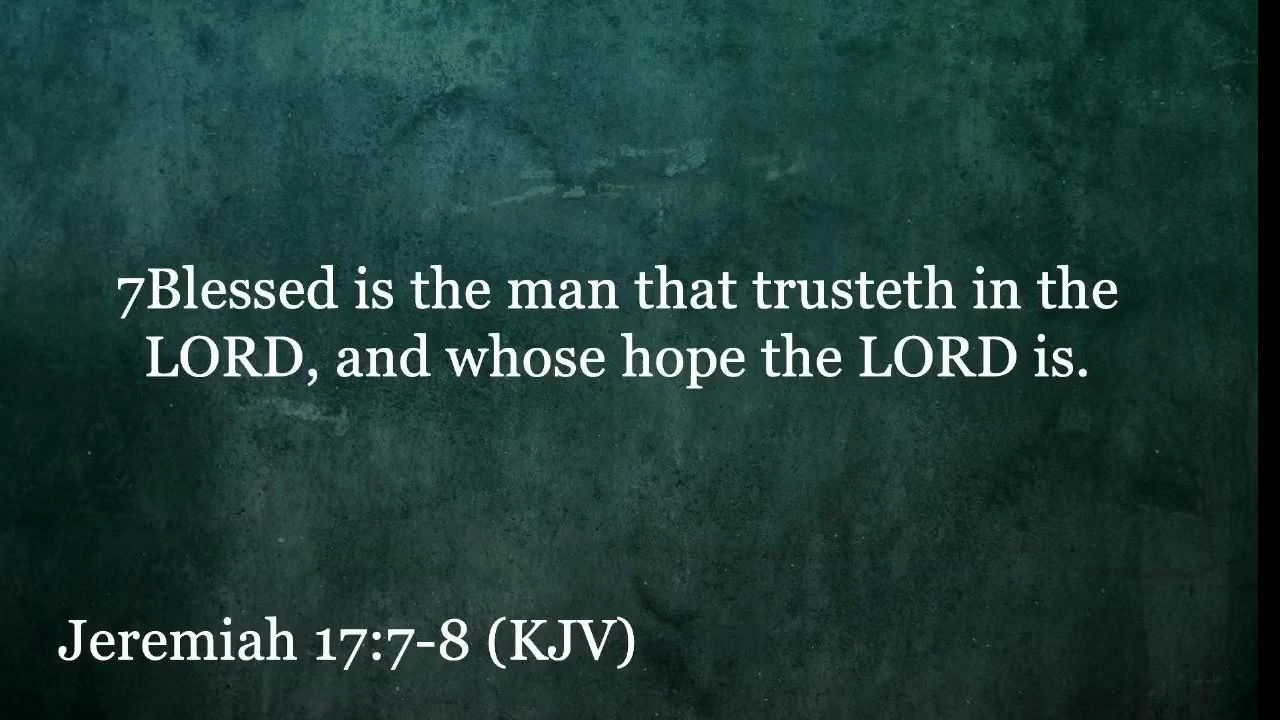 7Blessed is the man that trusteth in the
LORD, and whose hope the LORD is.
Jeremiah 17:7-8 (KJV)